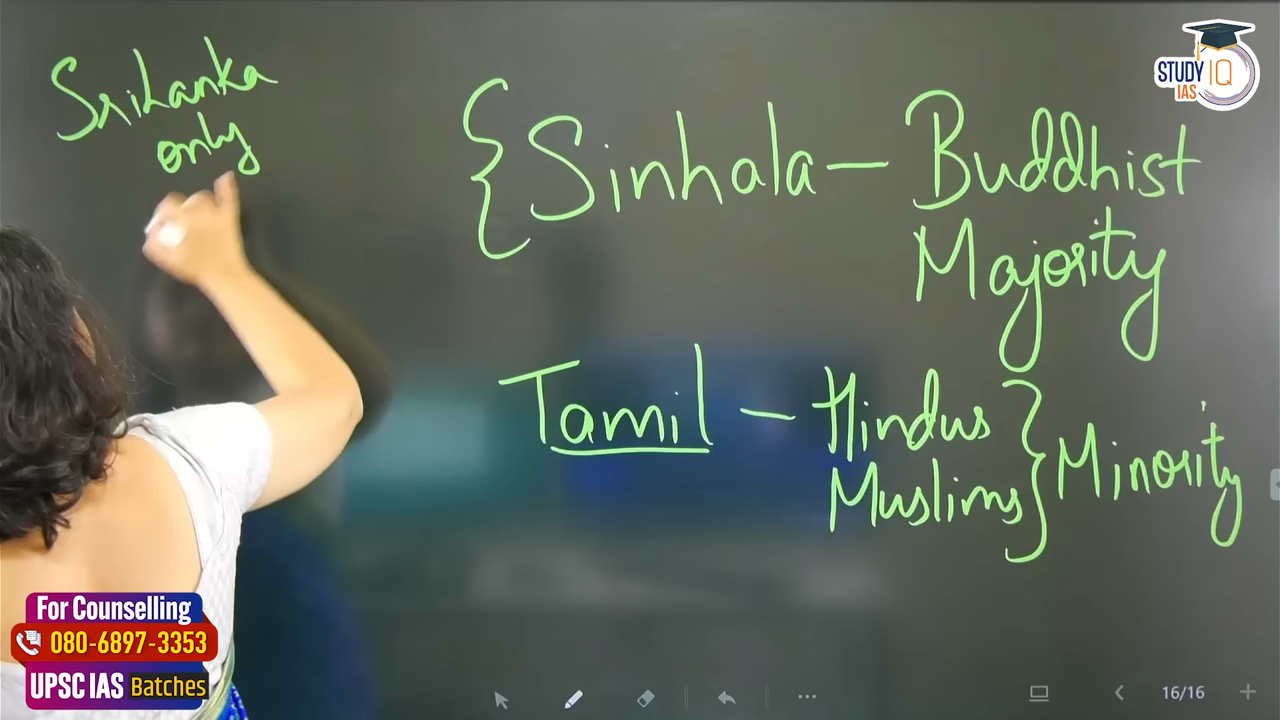 SriLanka
only
{ Sinhala – Buddhist
Majority
Tamil – Hindus
Muslims } Minority
STUDY IQ
IAS
For Counselling
080-6897-3353
UPSC IAS Batches
16/16